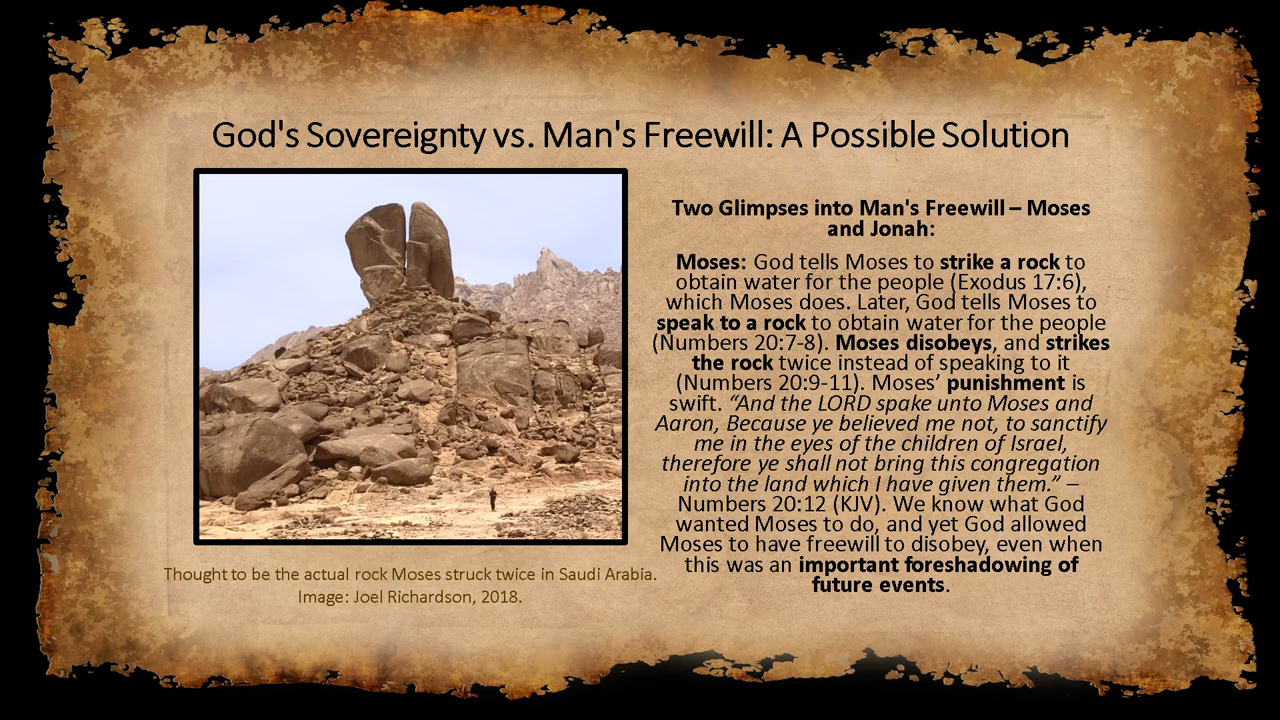 God's Sovereignty vs. Man's Freewill: A Possible Solution
Two Glimpses into Man's Freewill – Moses
and Jonah:
Moses: God tells Moses to strike a rock to
obtain water for the people (Exodus 17:6),
which Moses does. Later, God tells Moses to
speak to a rock to obtain water for the people
(Numbers 20:7-8). Moses disobeys, and strikes
the rock twice instead of speaking to it
(Numbers 20:9-11). Moses’ punishment is
swift. “And the LORD spake unto Moses and
Aaron, Because ye believed me not, to sanctify
me in the eyes of the children of Israel,
therefore ye shall not bring this congregation
into the land which I have given them.” –
Numbers 20:12 (KJV). We know what God
wanted Moses to do, and yet God allowed
Moses to have freewill to disobey, even when
this was an important foreshadowing of
future events.
Thought to be the actual rock Moses struck twice in Saudi Arabia.
Image: Joel Richardson, 2018.